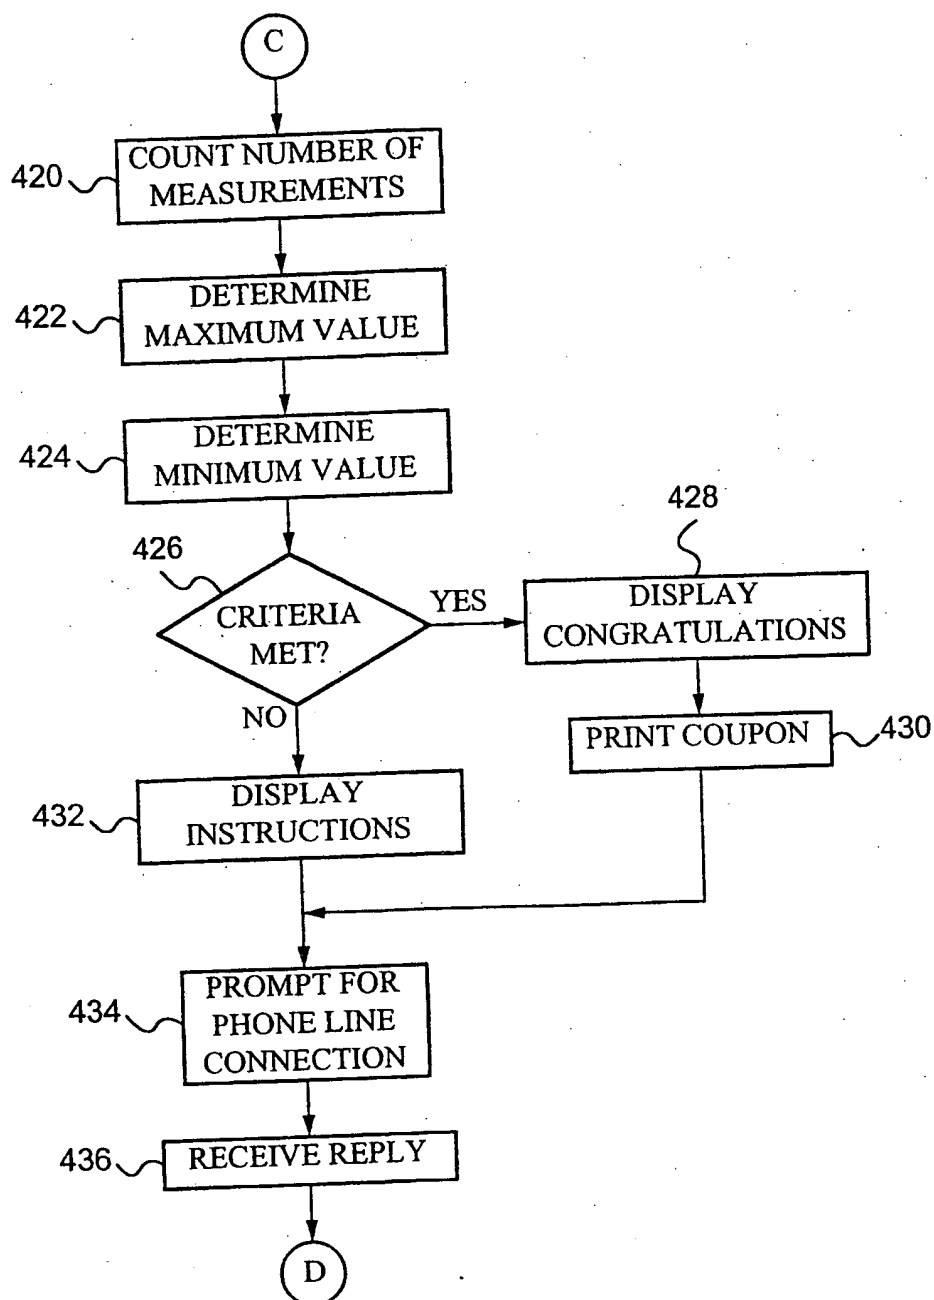 C
420
COUNT NUMBER OF
MEASUREMENTS
422
DETERMINE
MAXIMUM VALUE
424
DETERMINE
MINIMUM VALUE
426
CRITERIA
MET?
YES
428
DISPLAY
CONGRATULATIONS
PRINT COUPON
430
NO
432
DISPLAY
INSTRUCTIONS
434
PROMPT FOR
PHONE LINE
CONNECTION
436
RECEIVE REPLY
D